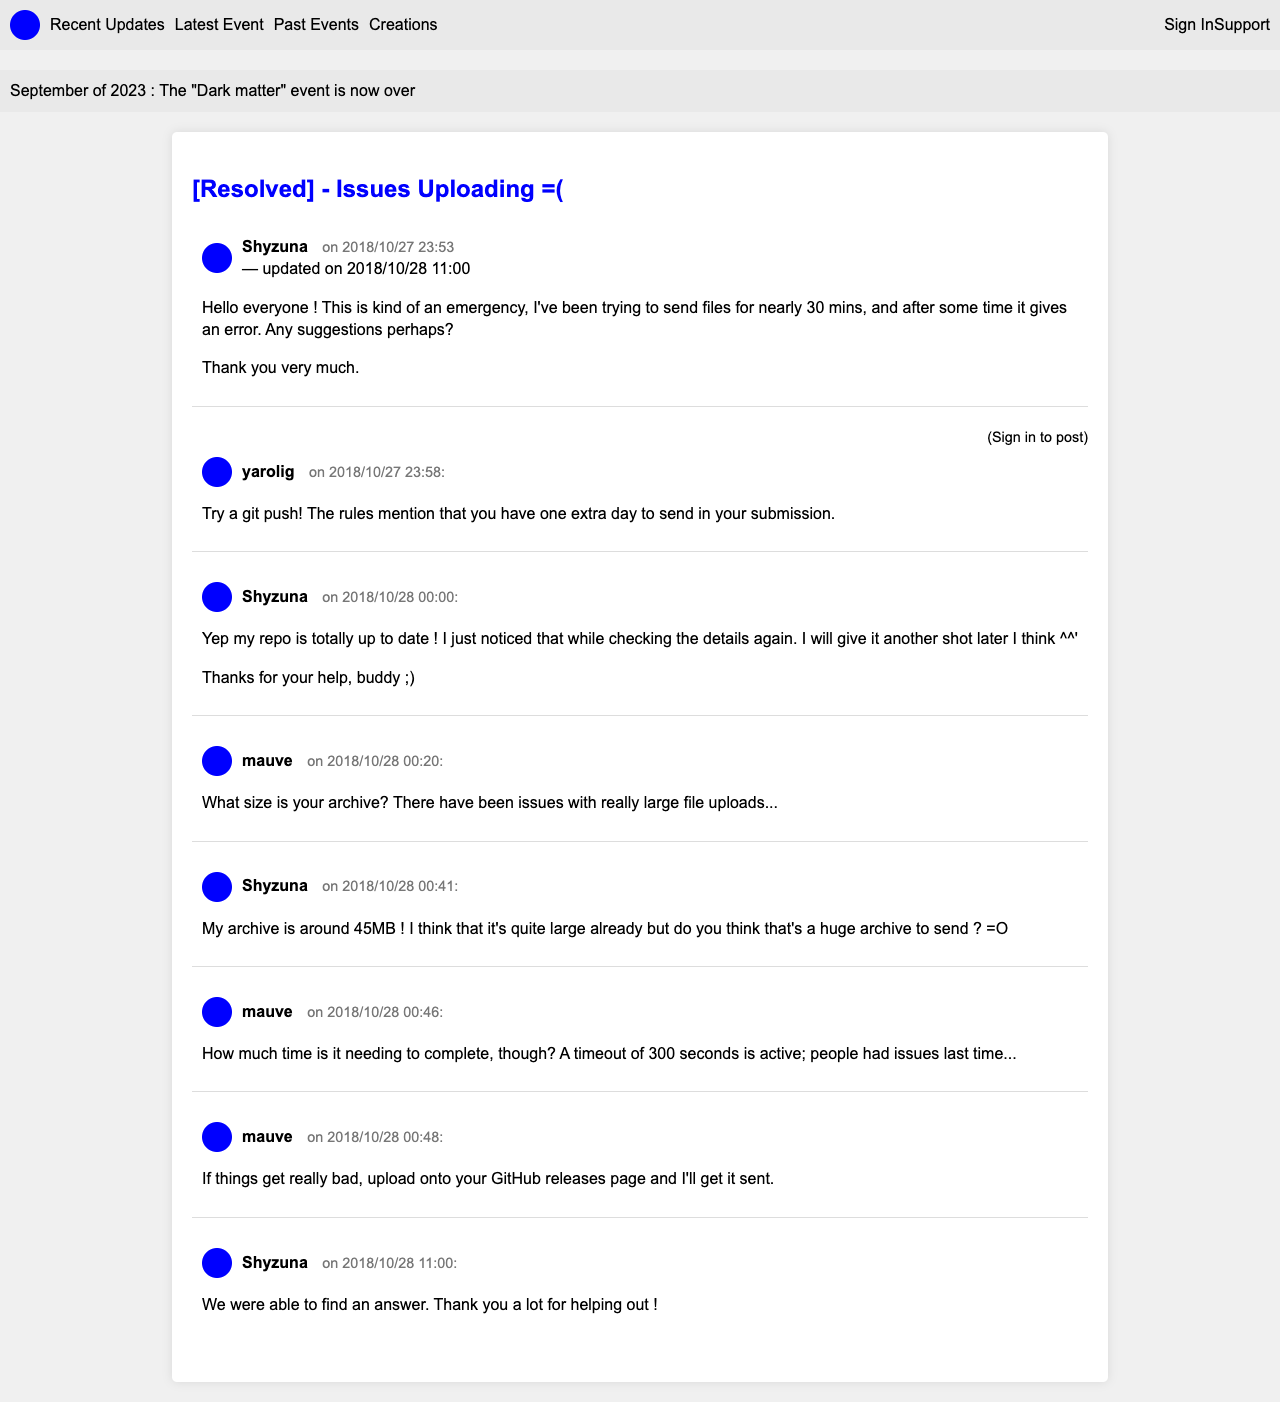 Recent Updates Latest Event Past Events Creations Sign In Support
September of 2023 : The "Dark matter" event is now over
[Resolved] - Issues Uploading =(
Shyzuna on 2018/10/27 23:53
— updated on 2018/10/28 11:00
Hello everyone ! This is kind of an emergency, I've been trying to send files for nearly 30 mins, and after some time it gives
an error. Any suggestions perhaps?
Thank you very much.
(Sign in to post)
yarolig on 2018/10/27 23:58:
Try a git push! The rules mention that you have one extra day to send in your submission.
Shyzuna on 2018/10/28 00:00:
Yep my repo is totally up to date ! I just noticed that while checking the details again. I will give it another shot later I think ^^'
Thanks for your help, buddy ;)
mauve on 2018/10/28 00:20:
What size is your archive? There have been issues with really large file uploads...
Shyzuna on 2018/10/28 00:41:
My archive is around 45MB ! I think that it's quite large already but do you think that's a huge archive to send ? =O
mauve on 2018/10/28 00:46:
How much time is it needing to complete, though? A timeout of 300 seconds is active; people had issues last time...
mauve on 2018/10/28 00:48:
If things get really bad, upload onto your GitHub releases page and I'll get it sent.
Shyzuna on 2018/10/28 11:00:
We were able to find an answer. Thank you a lot for helping out !